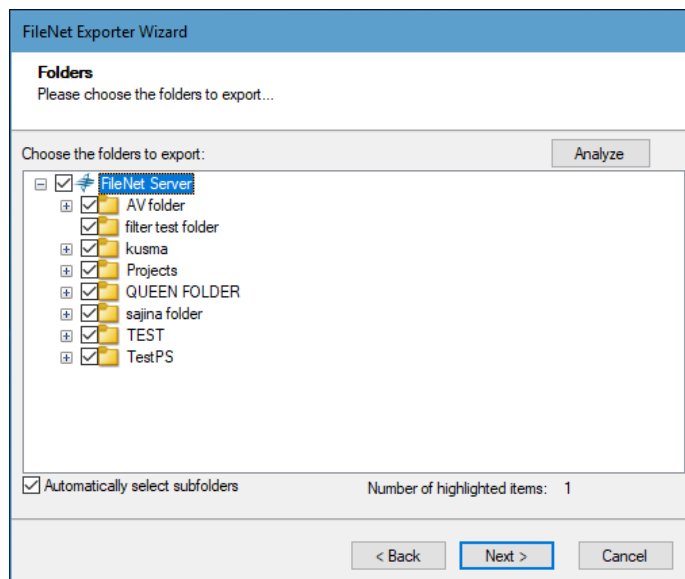 FileNet Exporter Wizard
Folders
Please choose the folders to export...
Choose the folders to export:
Analyze
FileNet Server
AV folder
filter test folder
kusma
Projects
QUEEN FOLDER
sajina folder
TEST
TestPS
Automatically select subfolders
Number of highlighted items: 1
< Back
Next >
Cancel